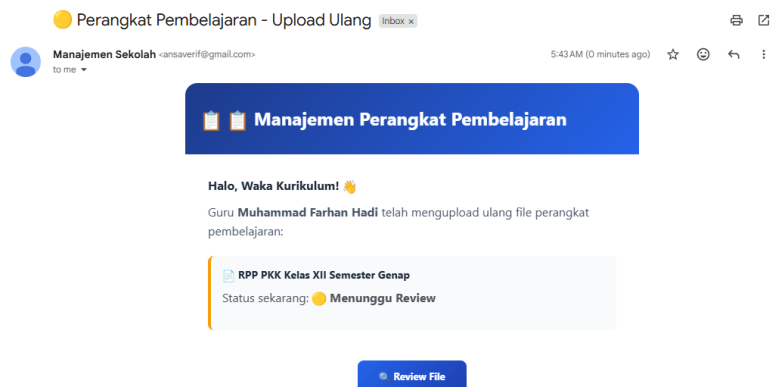 🟡 Perangkat Pembelajaran - Upload Ulang Inbox x
Manajemen Sekolah <ansaverif@gmail.com> 5:43 AM (0 minutes ago)
to me
📋 📋 Manajemen Perangkat Pembelajaran
Halo, Waka Kurikulum! 👋
Guru Muhammad Farhan Hadi telah mengupload ulang file perangkat
pembelajaran:
📄 RPP PKK Kelas XII Semester Genap
Status sekarang: 🟡 Menunggu Review
🔍 Review File